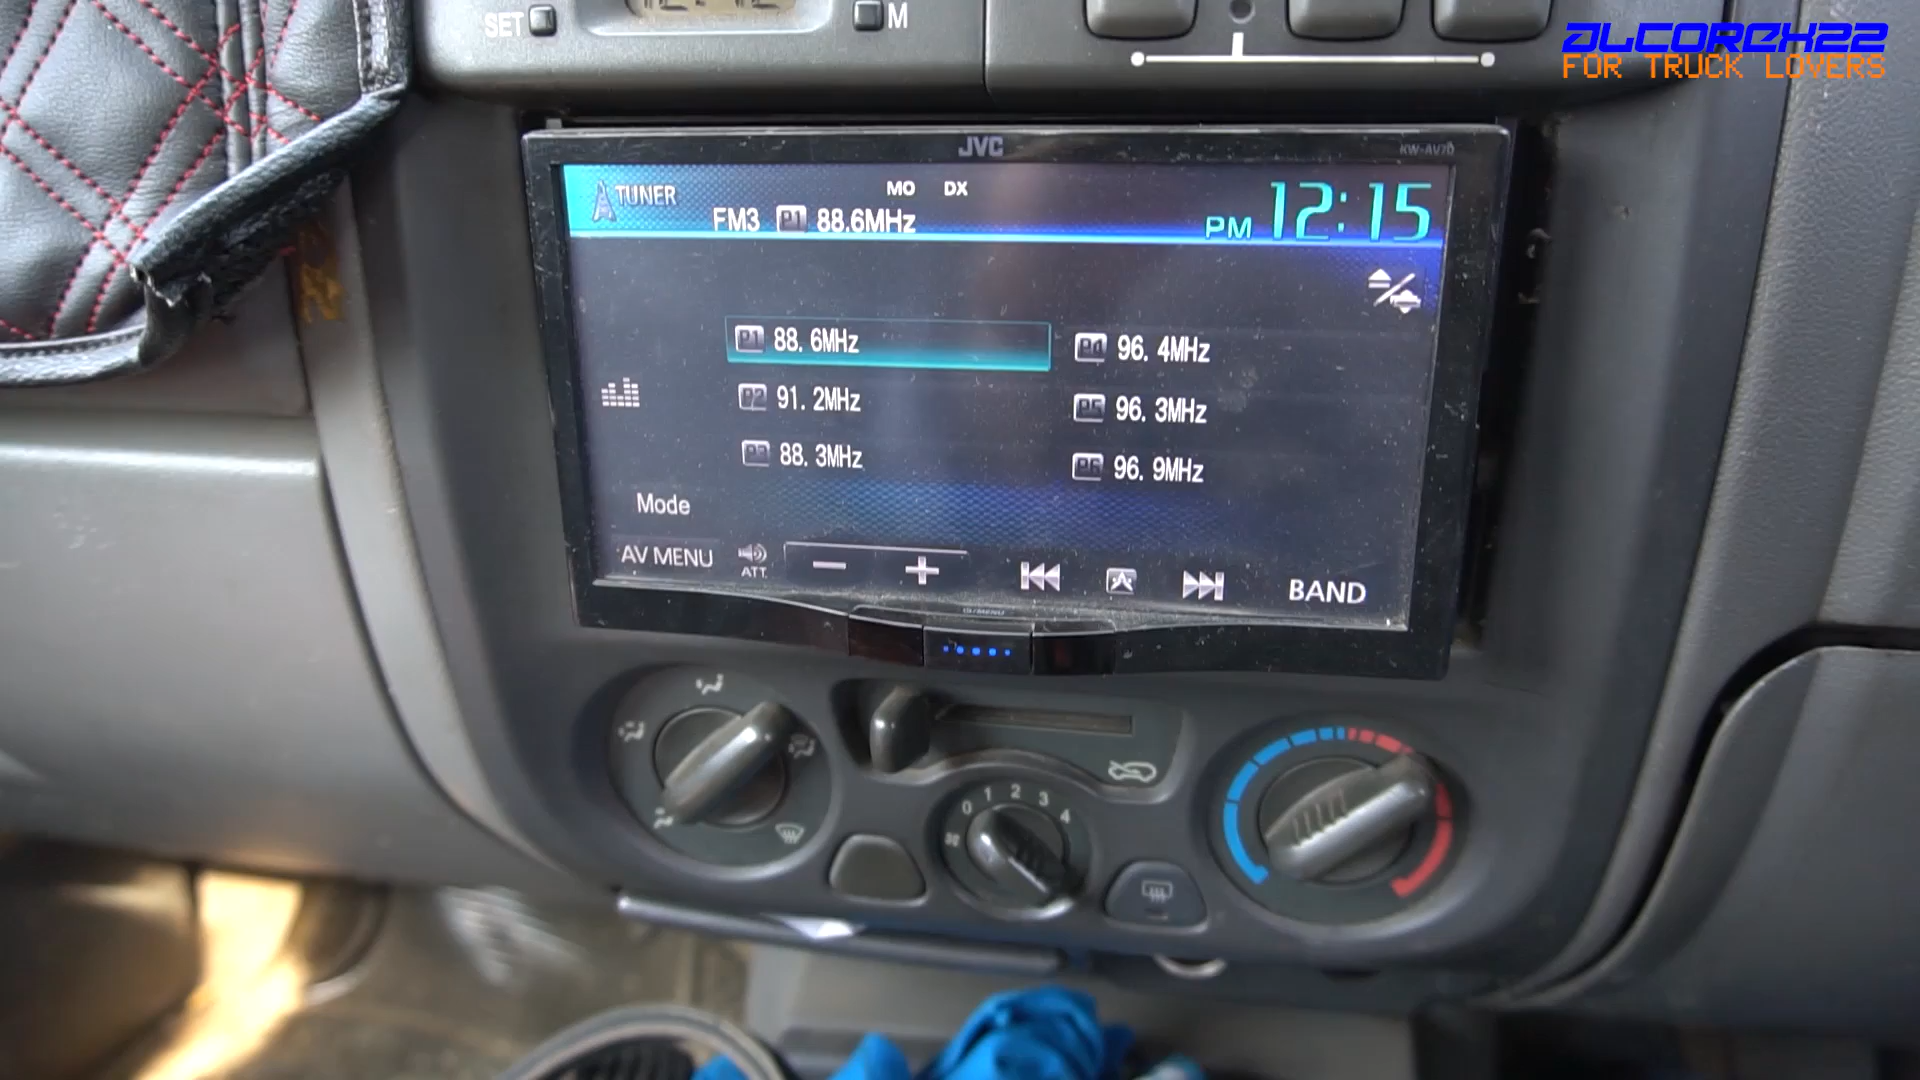 SET
M
ALCOREX22
FOR TRUCK LOVERS
JVC
KW-AV70
TUNER
MO DX
FM3 P1 88.6MHz
PM 12:15
P1 88.6MHz
P2 91.2MHz
P3 88.3MHz
P4 96.4MHz
P5 96.3MHz
P6 96.9MHz
Mode
AV MENU
ATT
BAND
0 1 2 3 4